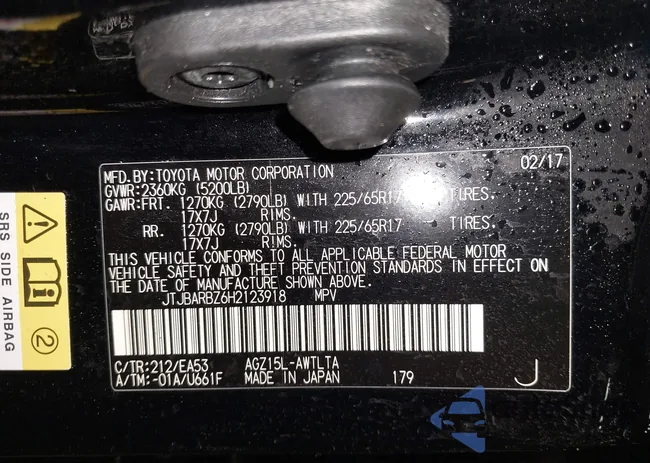 MFD.BY:TOYOTA MOTOR CORPORATION 02/17
GVWR:2360KG (5200LB)
GAWR:FRT. 1270KG (2790LB) WITH 225/65R17 TIRES.
17X7J RIMS.
RR. 1270KG (2790LB) WITH 225/65R17 TIRES.
17X7J RIMS.
THIS VEHICLE CONFORMS TO ALL APPLICABLE FEDERAL MOTOR
VEHICLE SAFETY AND THEFT PREVENTION STANDARDS IN EFFECT ON
THE DATE OF MANUFACTURE SHOWN ABOVE.
JTJBARBZ6H2123918 MPV
C/TR:212/EA53 AGZ15L-AWTLTA
A/TM:-01A/U661F MADE IN JAPAN 179 J
SRS SIDE AIRBAG
2